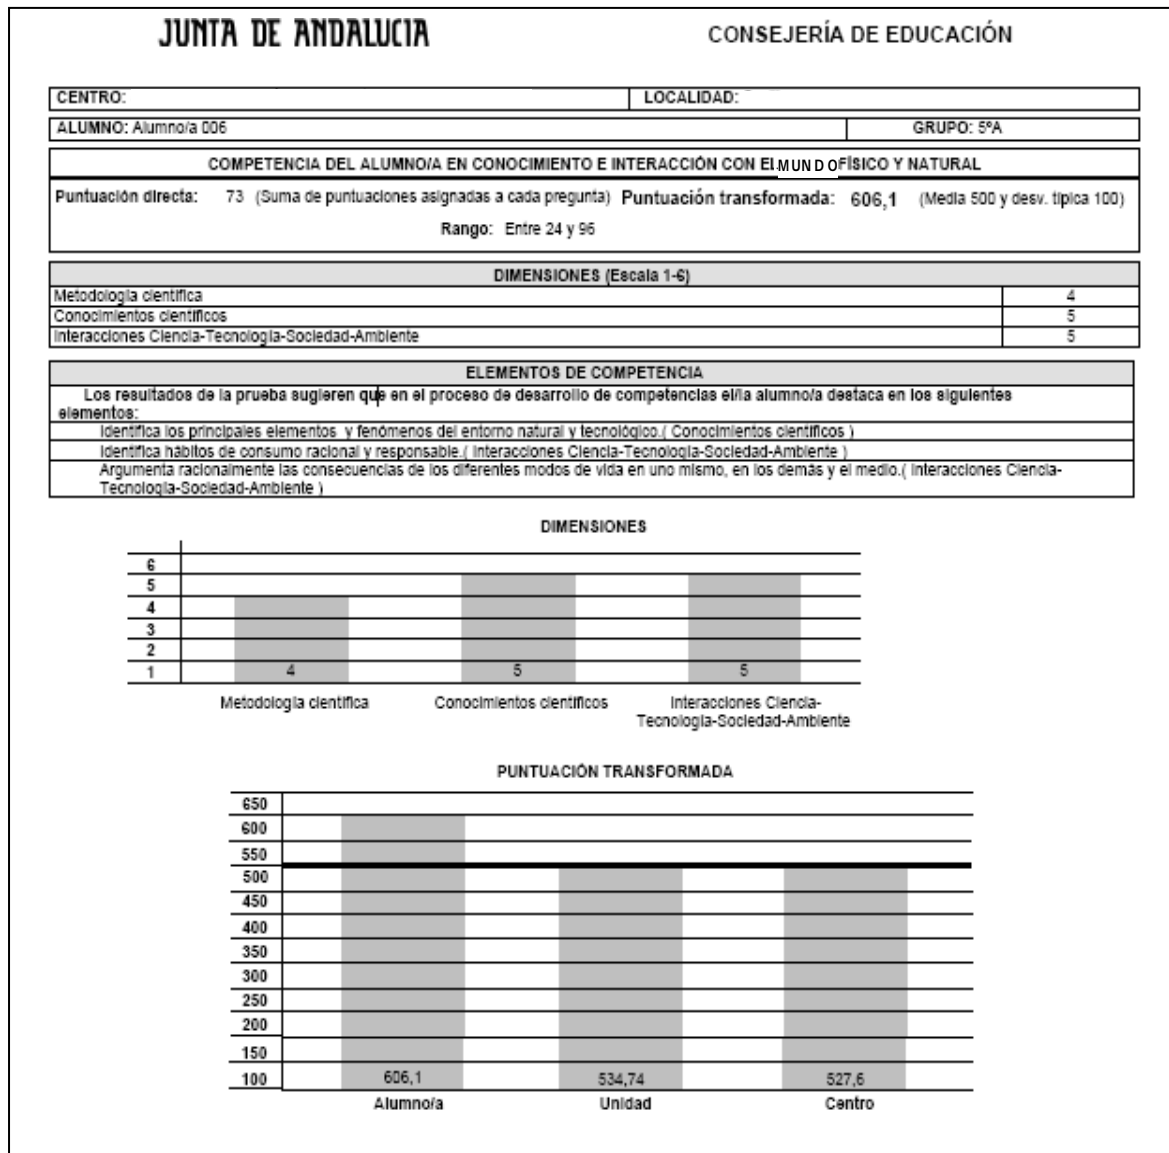 JUNTA DE ANDALUCIA
CONSEJERÍA DE EDUCACIÓN
CENTRO:
LOCALIDAD:
ALUMNO: Alumno/a 006
GRUPO: 5ºA
COMPETENCIA DEL ALUMNO/A EN CONOCIMIENTO E INTERACCIÓN CON EL MUNDO FÍSICO Y NATURAL
Puntuación directa: 73 (Suma de puntuaciones asignadas a cada pregunta) Puntuación transformada: 606,1 (Media 500 y desv. típica 100)
Rango: Entre 24 y 96
DIMENSIONES (Escala 1-6)
Metodología científica 4
Conocimientos científicos 5
Interacciones Ciencia-Tecnología-Sociedad-Ambiente 5
ELEMENTOS DE COMPETENCIA
Los resultados de la prueba sugieren que en el proceso de desarrollo de competencias el/la alumno/a destaca en los siguientes
elementos:
Identifica los principales elementos y fenómenos del entorno natural y tecnológico.( Conocimientos científicos )
Identifica hábitos de consumo racional y responsable.( Interacciones Ciencia-Tecnología-Sociedad-Ambiente )
Argumenta racionalmente las consecuencias de los diferentes modos de vida en uno mismo, en los demás y el medio.( Interacciones Ciencia-
Tecnología-Sociedad-Ambiente )
DIMENSIONES
6
5
4
3
2
1 4 5 5
Metodología científica
Conocimientos científicos
Interacciones Ciencia-
Tecnología-Sociedad-Ambiente
PUNTUACIÓN TRANSFORMADA
650
600
550
500
450
400
350
300
250
200
150
100 606,1 534,74 527,6
Alumno/a Unidad Centro